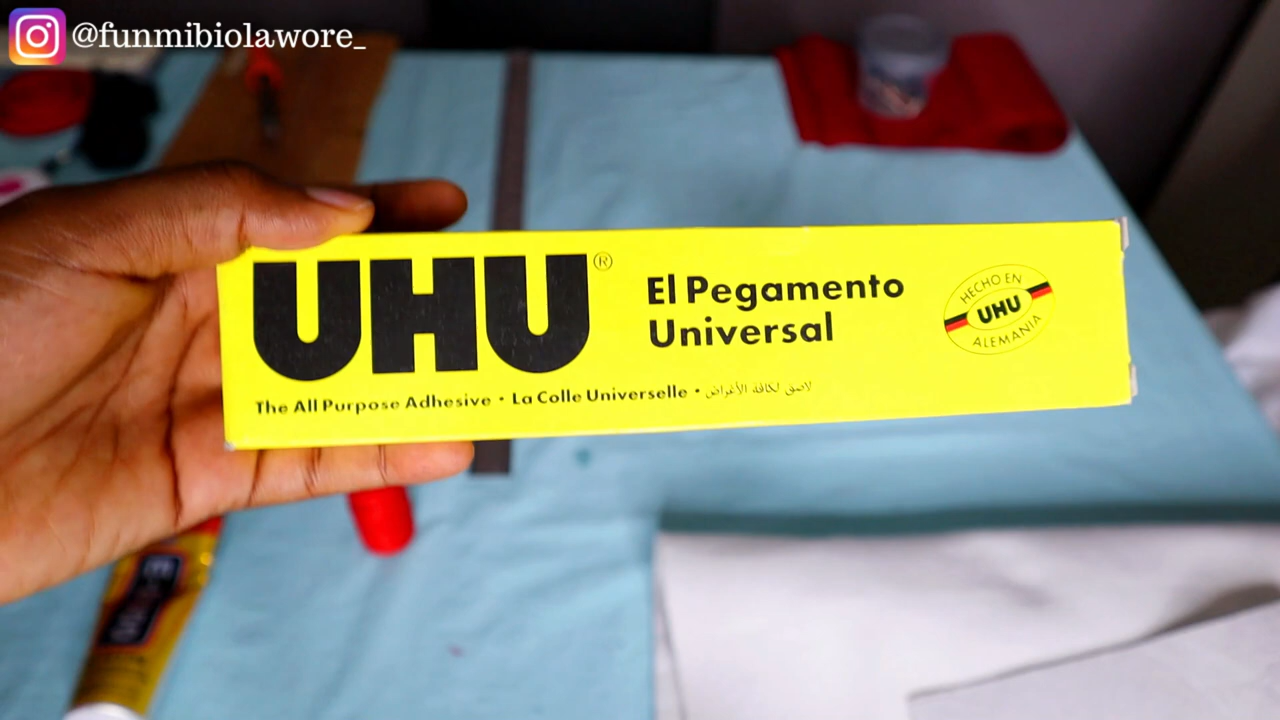 @funmibiolawore_
UHU®
El Pegamento
Universal
HECHO EN
UHU
ALEMANIA
The All Purpose Adhesive • La Colle Universelle • لاصق لكافة الأغراض